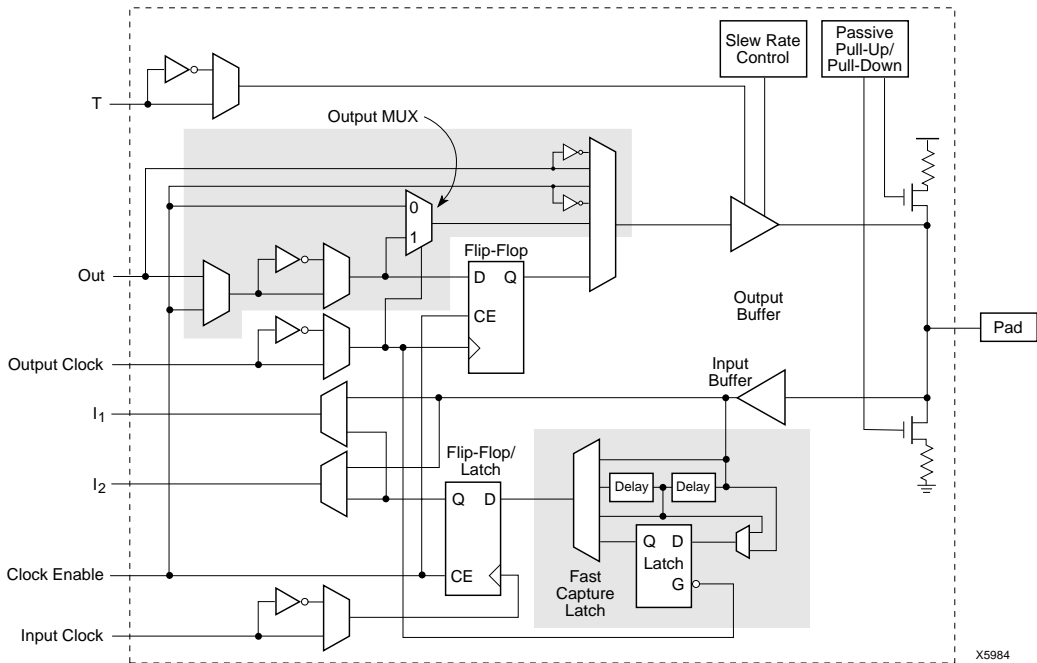 Slew Rate
Control
Passive
Pull-Up/
Pull-Down
T
Output MUX
0
1
Flip-Flop
D Q
CE
Out
Output
Buffer
Pad
Output Clock
Input
Buffer
I1
Flip-Flop/
Latch
I2
Q D
CE
Delay Delay
Q D
Latch
G
Fast
Capture
Latch
Clock Enable
Input Clock
X5984